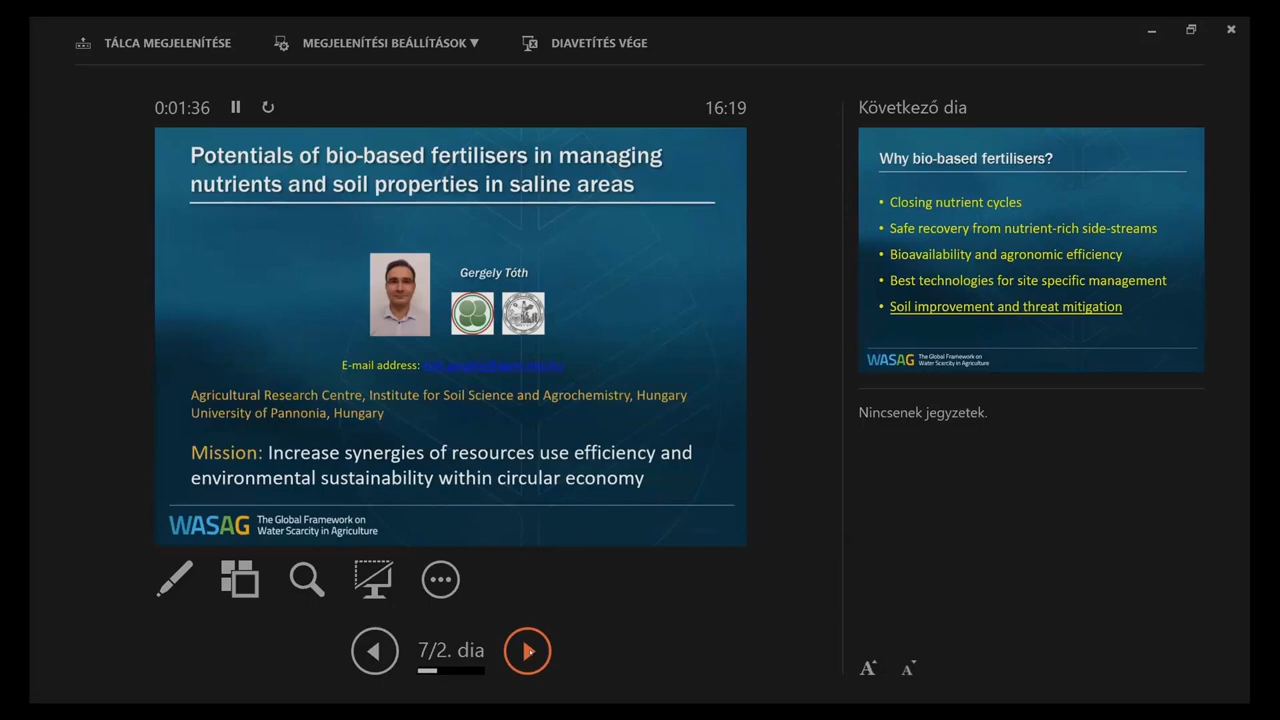 TÁLCA MEGJELENÍTÉSE
MEGJELENÍTÉSI BEÁLLÍTÁSOK ▼
DIAVETÍTÉS VÉGE
0:01:36
16:19
Potentials of bio-based fertilisers in managing
nutrients and soil properties in saline areas
Gergely Tóth
E-mail address:
Agricultural Research Centre, Institute for Soil Science and Agrochemistry, Hungary
University of Pannonia, Hungary
Mission: Increase synergies of resources use efficiency and
environmental sustainability within circular economy
WASAG The Global Framework on
Water Scarcity in Agriculture
7/2. dia
Következő dia
Why bio-based fertilisers?
• Closing nutrient cycles
• Safe recovery from nutrient-rich side-streams
• Bioavailability and agronomic efficiency
• Best technologies for site specific management
• Soil improvement and threat mitigation
WASAG The Global Framework on
Water Scarcity in Agriculture
Nincsenek jegyzetek.
A A